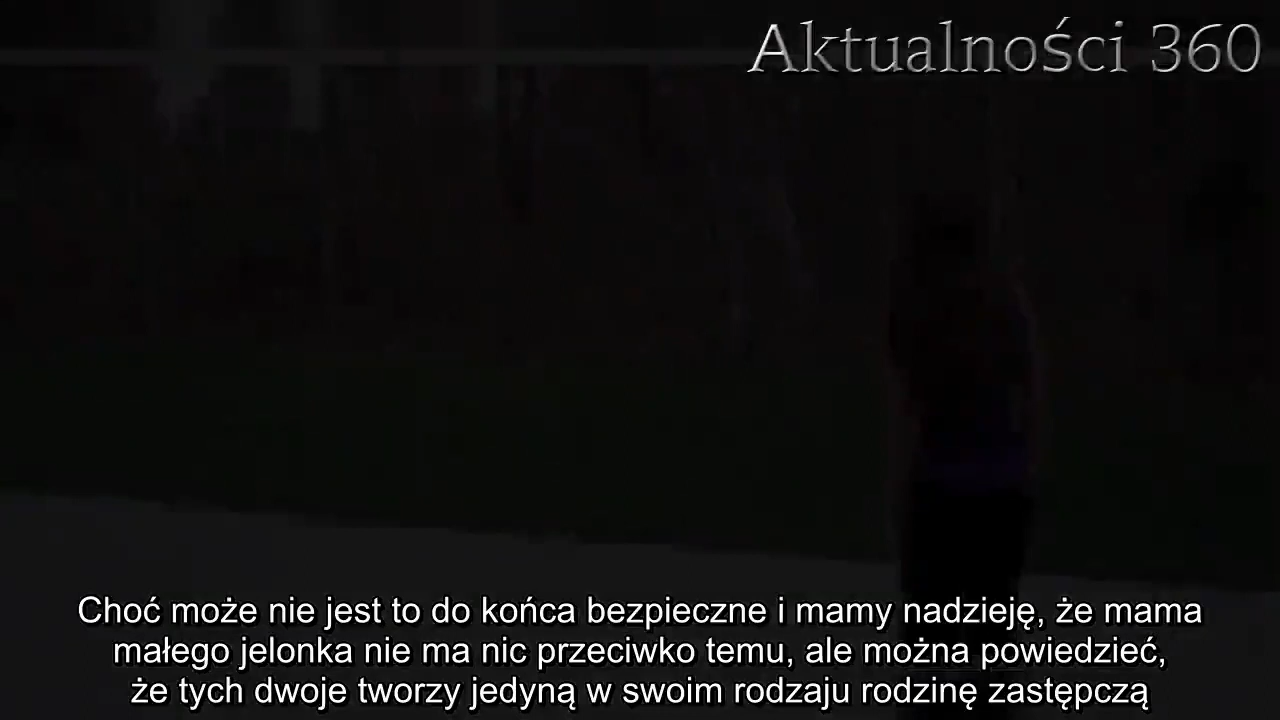 Aktualności 360
Choć może nie jest to do końca bezpieczne i mamy nadzieję, że mama
małego jelonka nie ma nic przeciwko temu, ale można powiedzieć,
że tych dwoje tworzy jedyną w swoim rodzaju rodzinę zastępczą